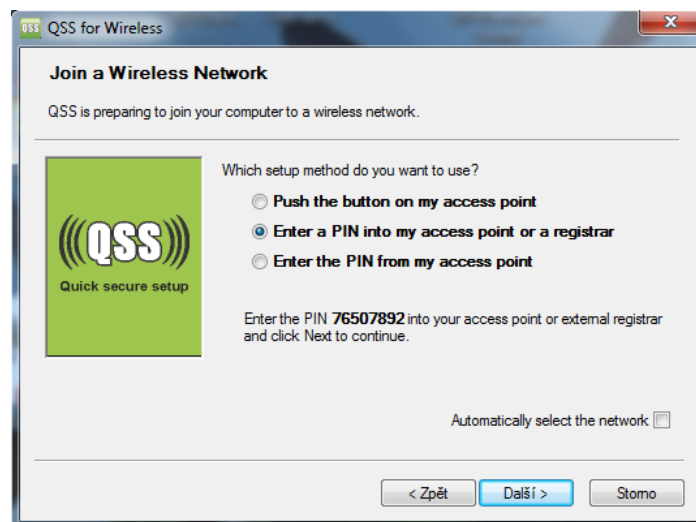 QSS QSS for Wireless
Join a Wireless Network
QSS is preparing to join your computer to a wireless network.
Which setup method do you want to use?
Push the button on my access point
Enter a PIN into my access point or a registrar
Enter the PIN from my access point
(((QSS)))
Quick secure setup
Enter the PIN 76507892 into your access point or external registrar
and click Next to continue.
Automatically select the network
< Zpět Další > Storno